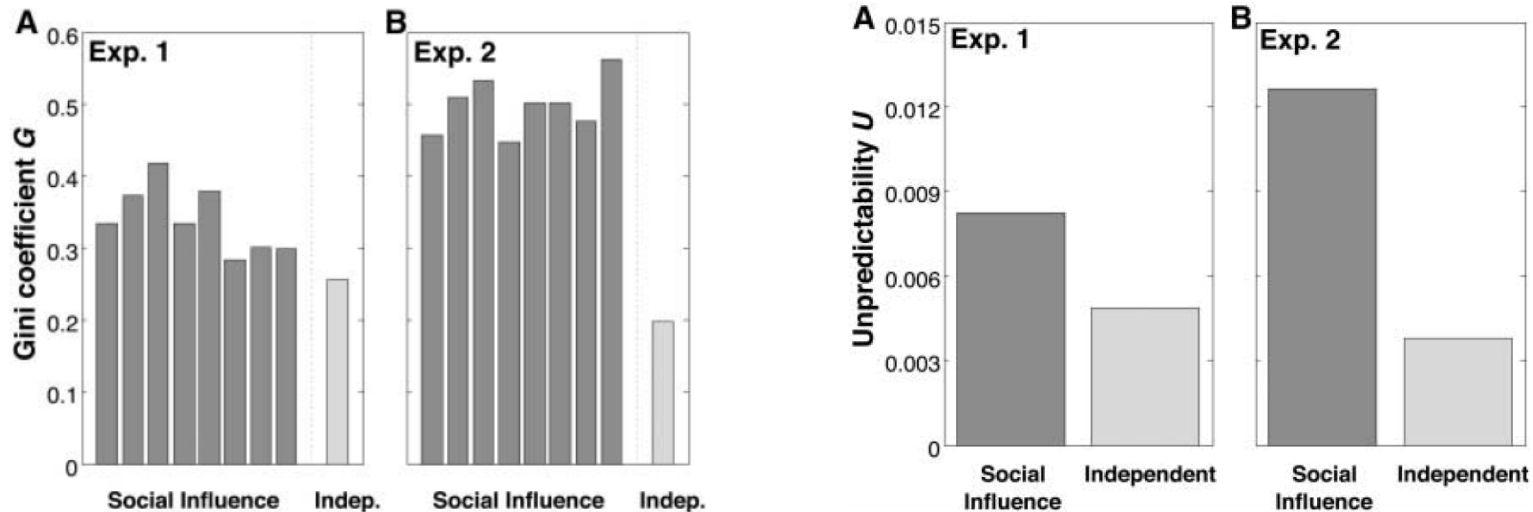 A
Exp. 1
Gini coefficient G
0.6
0.5
0.4
0.3
0.2
0.1
0
Social Influence
Indep.
B
Exp. 2
Social Influence
Indep.
A
Exp. 1
Unpredictability U
0.015
0.012
0.009
0.006
0.003
0
Social
Influence
Independent
B
Exp. 2
Social
Influence
Independent